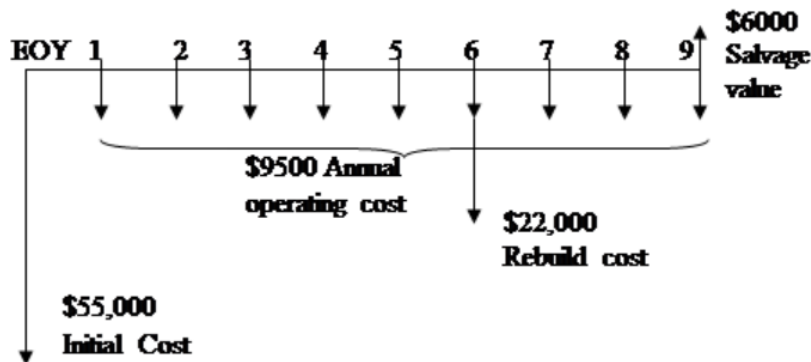 EOY 1 2 3 4 5 6 7 8 9
$6000
Salvage
value
$9500 Annual
operating cost
$22,000
Rebuild cost
$55,000
Initial Cost